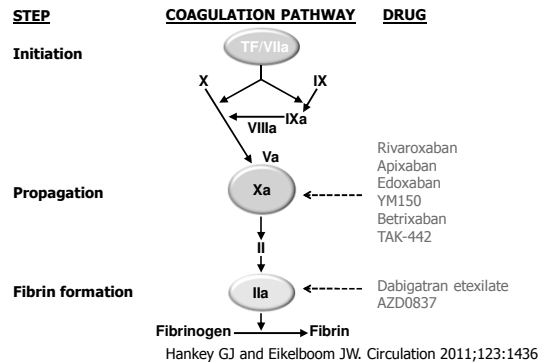 STEP COAGULATION PATHWAY DRUG
Initiation
TF/VIIa
X IX
IXa
VIIIa
Va
Rivaroxaban
Apixaban
Edoxaban
YM150
Betrixaban
TAK-442
Propagation
Xa
II
Fibrin formation
IIa
Dabigatran etexilate
AZD0837
Fibrinogen Fibrin
Hankey GJ and Eikelboom JW. Circulation 2011;123:1436